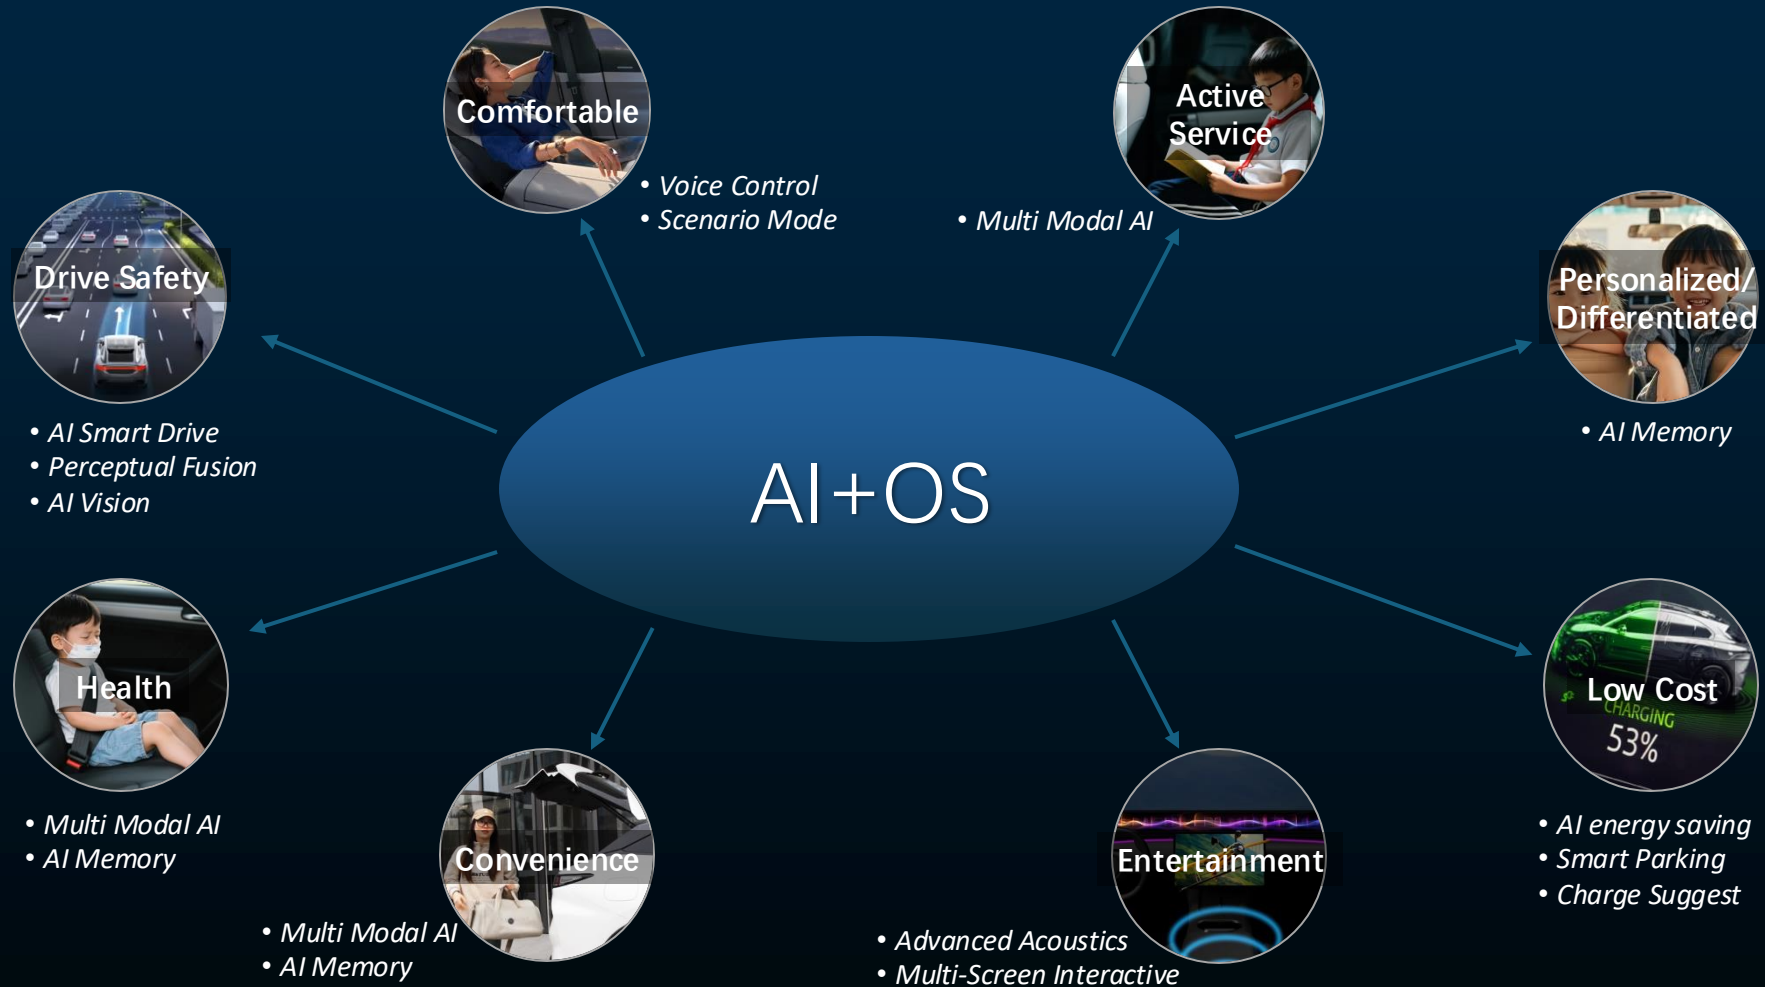 Comfortable
• Voice Control
• Scenario Mode
Active
Service
• Multi Modal AI
Drive Safety
• AI Smart Drive
• Perceptual Fusion
• AI Vision
Personalized/
Differentiated
• AI Memory
AI+OS
Health
• Multi Modal AI
• AI Memory
Low Cost
CHARGING
53%
• AI energy saving
• Smart Parking
• Charge Suggest
Convenience
• Multi Modal AI
• AI Memory
Entertainment
• Advanced Acoustics
• Multi-Screen Interactive